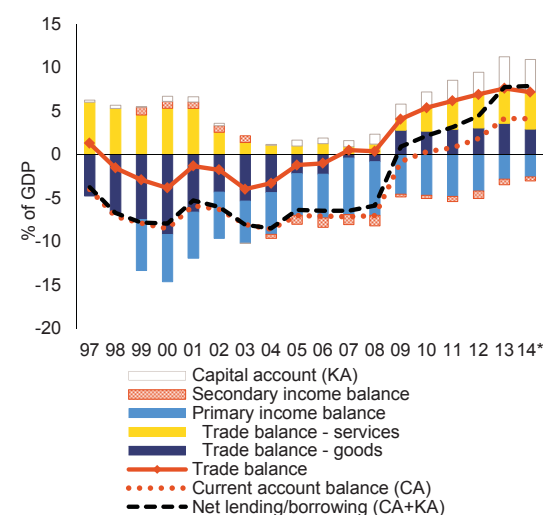 15
10
5
0
-5
-10
-15
-20
% of GDP
97 98 99 00 01 02 03 04 05 06 07 08 09 10 11 12 13 14*
Capital account (KA)
Secondary income balance
Primary income balance
Trade balance - services
Trade balance - goods
Trade balance
Current account balance (CA)
Net lending/borrowing (CA+KA)